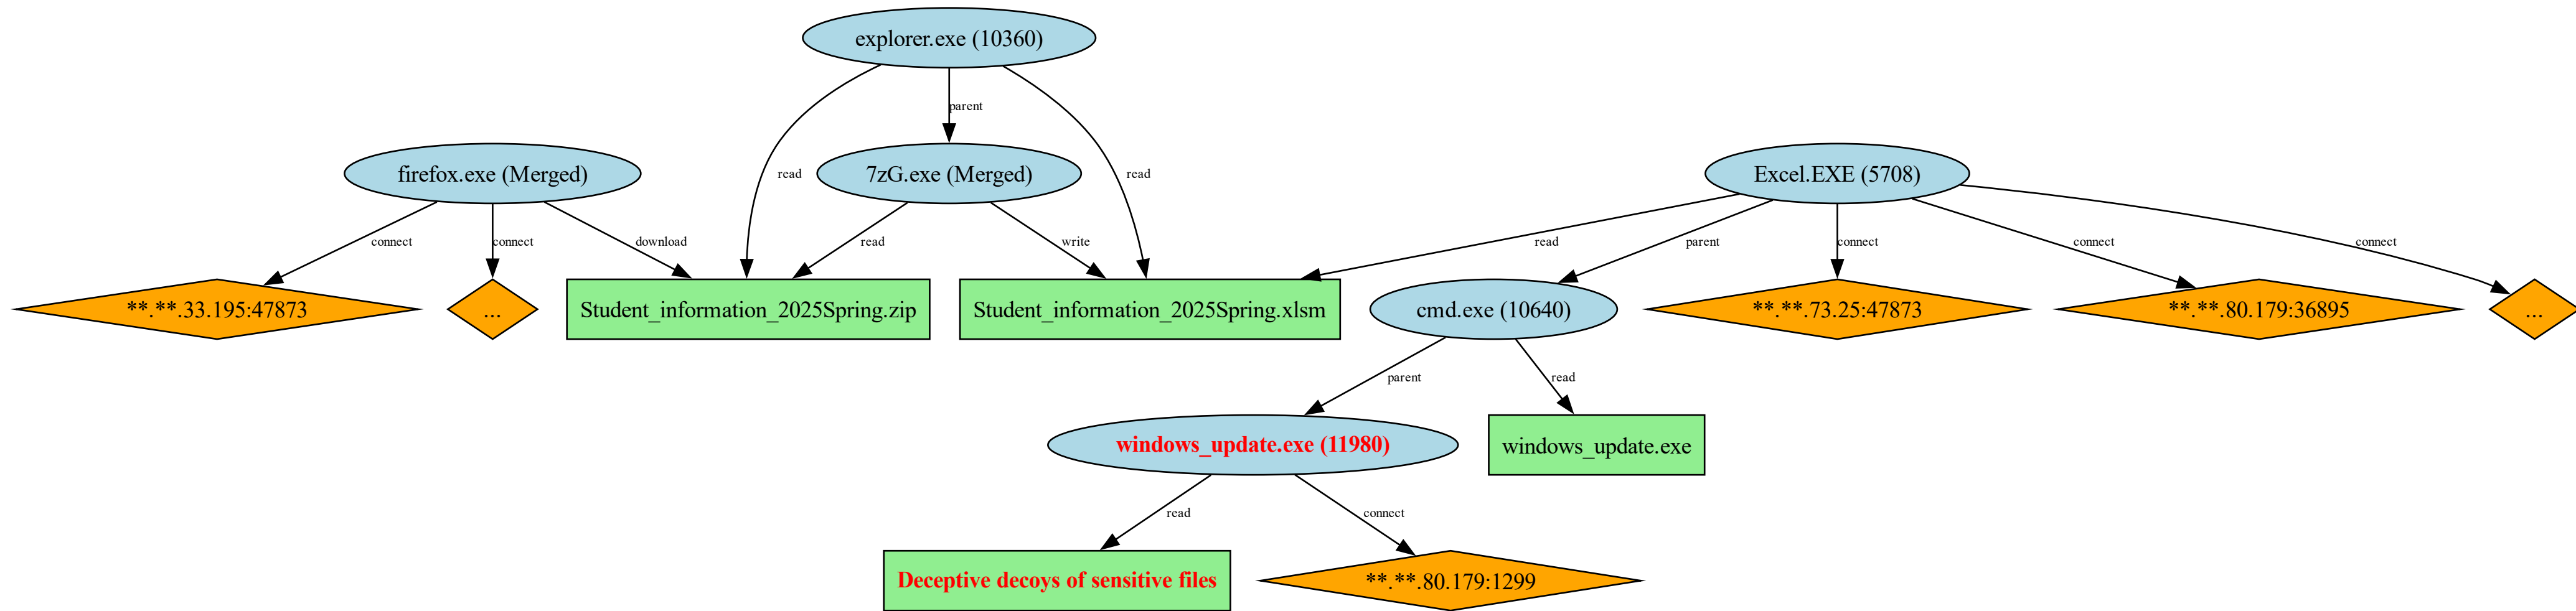 explorer.exe (10360)
parent
firefox.exe (Merged)
read
7zG.exe (Merged)
read
Excel.EXE (5708)
connect
connect
download
read
write
read
parent
connect
connect
connect
**.**.33.195:47873
...
Student_information_2025Spring.zip
Student_information_2025Spring.xlsm
cmd.exe (10640)
**.**.73.25:47873
**.**.80.179:36895
...
parent
read
windows_update.exe (11980)
windows_update.exe
read
connect
Deceptive decoys of sensitive files
**.**.80.179:1299